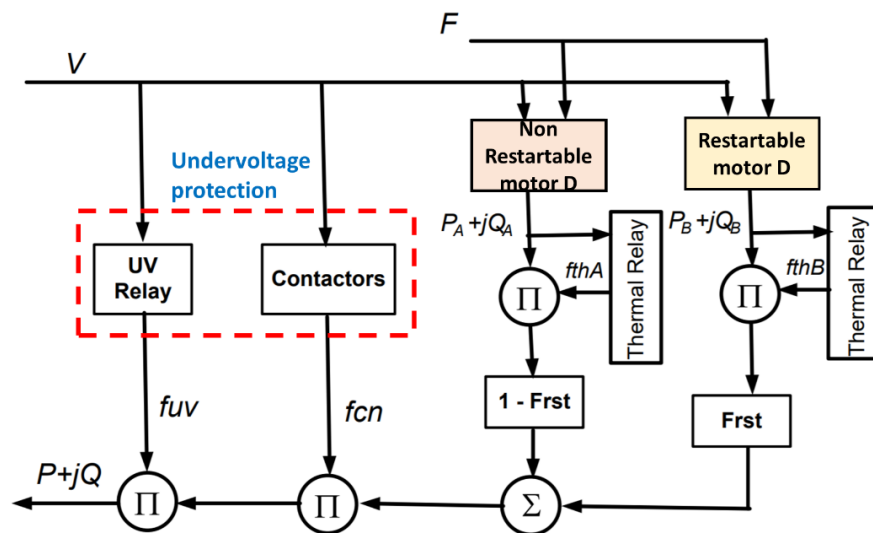 F
V
Non
Restartable
motor D
Restartable
motor D
Undervoltage
protection
P_A+jQ_A
P_B+jQ_B
UV
Relay
Contactors
Π
fthA
Thermal Relay
Π
fthB
Thermal Relay
1 - Frst
Frst
fuv
fcn
P+jQ
Π
Π
Σ